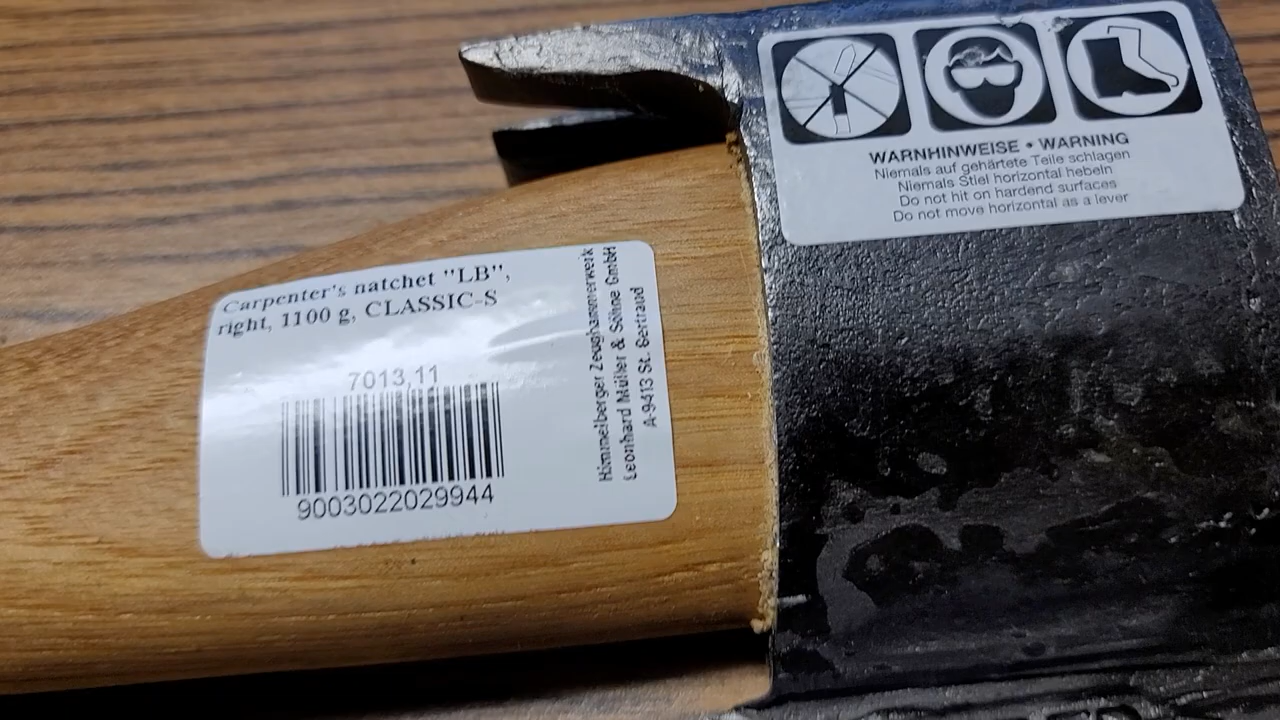 Carpenter's natchet "LB",
right, 1100 g, CLASSIC-S
7013,11
9003022029944
Himmelberger Zeughammerwerk
Leonhard Müller & Söhne GmbH
A-9413 St. Gertraud
WARNHINWEISE • WARNING
Niemals auf gehärtete Teile schlagen
Niemals Stiel horizontal hebeln
Do not hit on hardend surfaces
Do not move horizontal as a lever